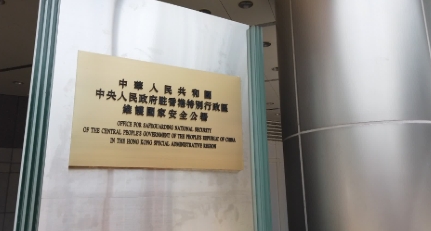 中華人民共和國
中央人民政府駐香港特別行政區
維護國家安全公署
OFFICE FOR SAFEGUARDING NATIONAL SECURITY
OF THE CENTRAL PEOPLE'S GOVERNMENT OF THE PEOPLE'S REPUBLIC OF CHINA
IN THE HONG KONG SPECIAL ADMINISTRATIVE REGION